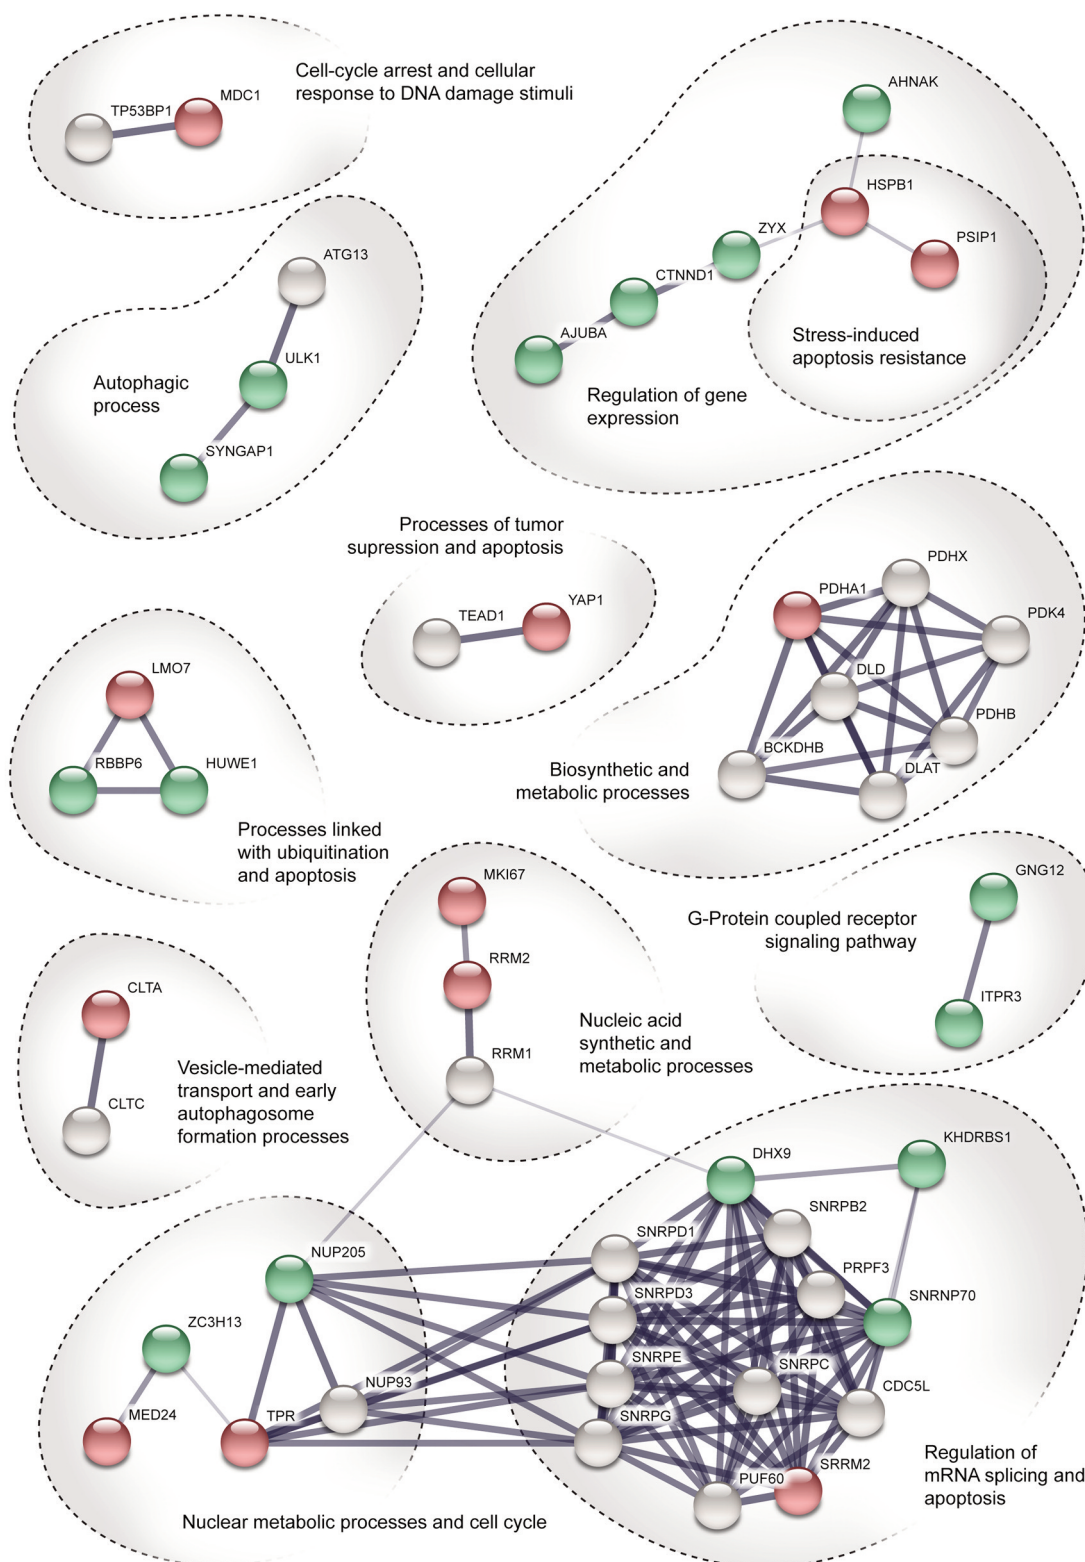 Cell-cycle arrest and cellular
response to DNA damage stimuli
MDC1
TP53BP1
AHNAK
HSPB1
PSIP1
ZYX
CTNND1
AJUBA
Stress-induced
apoptosis resistance
Regulation of gene
expression
ATG13
ULK1
SYNGAP1
Autophagic
process
Processes of tumor
supression and apoptosis
TEAD1
YAP1
PDHX
PDHA1
PDK4
DLD
PDHB
BCKDHB
DLAT
Biosynthetic and
metabolic processes
LMO7
RBBP6
HUWE1
Processes linked
with ubiquitination
and apoptosis
MKI67
RRM2
RRM1
Nucleic acid
synthetic and
metabolic processes
G-Protein coupled receptor
signaling pathway
GNG12
ITPR3
CLTA
CLTC
Vesicle-mediated
transport and early
autophagosome
formation processes
DHX9
KHDRBS1
SNRPB2
SNRPD1
PRPF3
SNRPD3
SNRNP70
SNRPE
SNRPC
CDC5L
SNRPG
PUF60
SRRM2
Regulation of
mRNA splicing and
apoptosis
NUP205
ZC3H13
NUP93
MED24
TPR
Nuclear metabolic processes and cell cycle